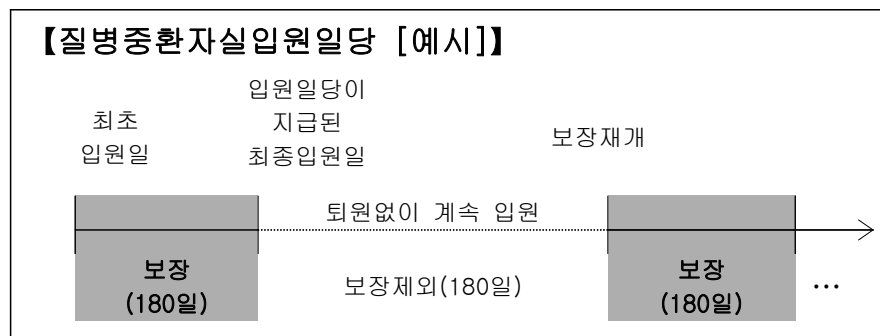 【질병중환자실입원일당 [예시]】
최초
입원일
입원일당이
지급된
최종입원일
보장재개
퇴원없이 계속 입원
보장
(180일)
보장제외(180일)
보장
(180일)
…